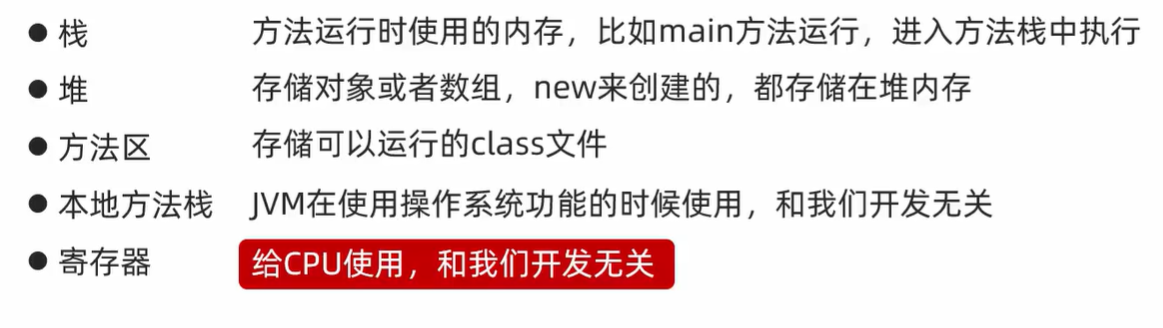 ● 栈 方法运行时使用的内存，比如main方法运行，进入方法栈中执行
● 堆 存储对象或者数组，new来创建的，都存储在堆内存
● 方法区 存储可以运行的class文件
● 本地方法栈 JVM在使用操作系统功能的时候使用，和我们开发无关
● 寄存器 给CPU使用，和我们开发无关